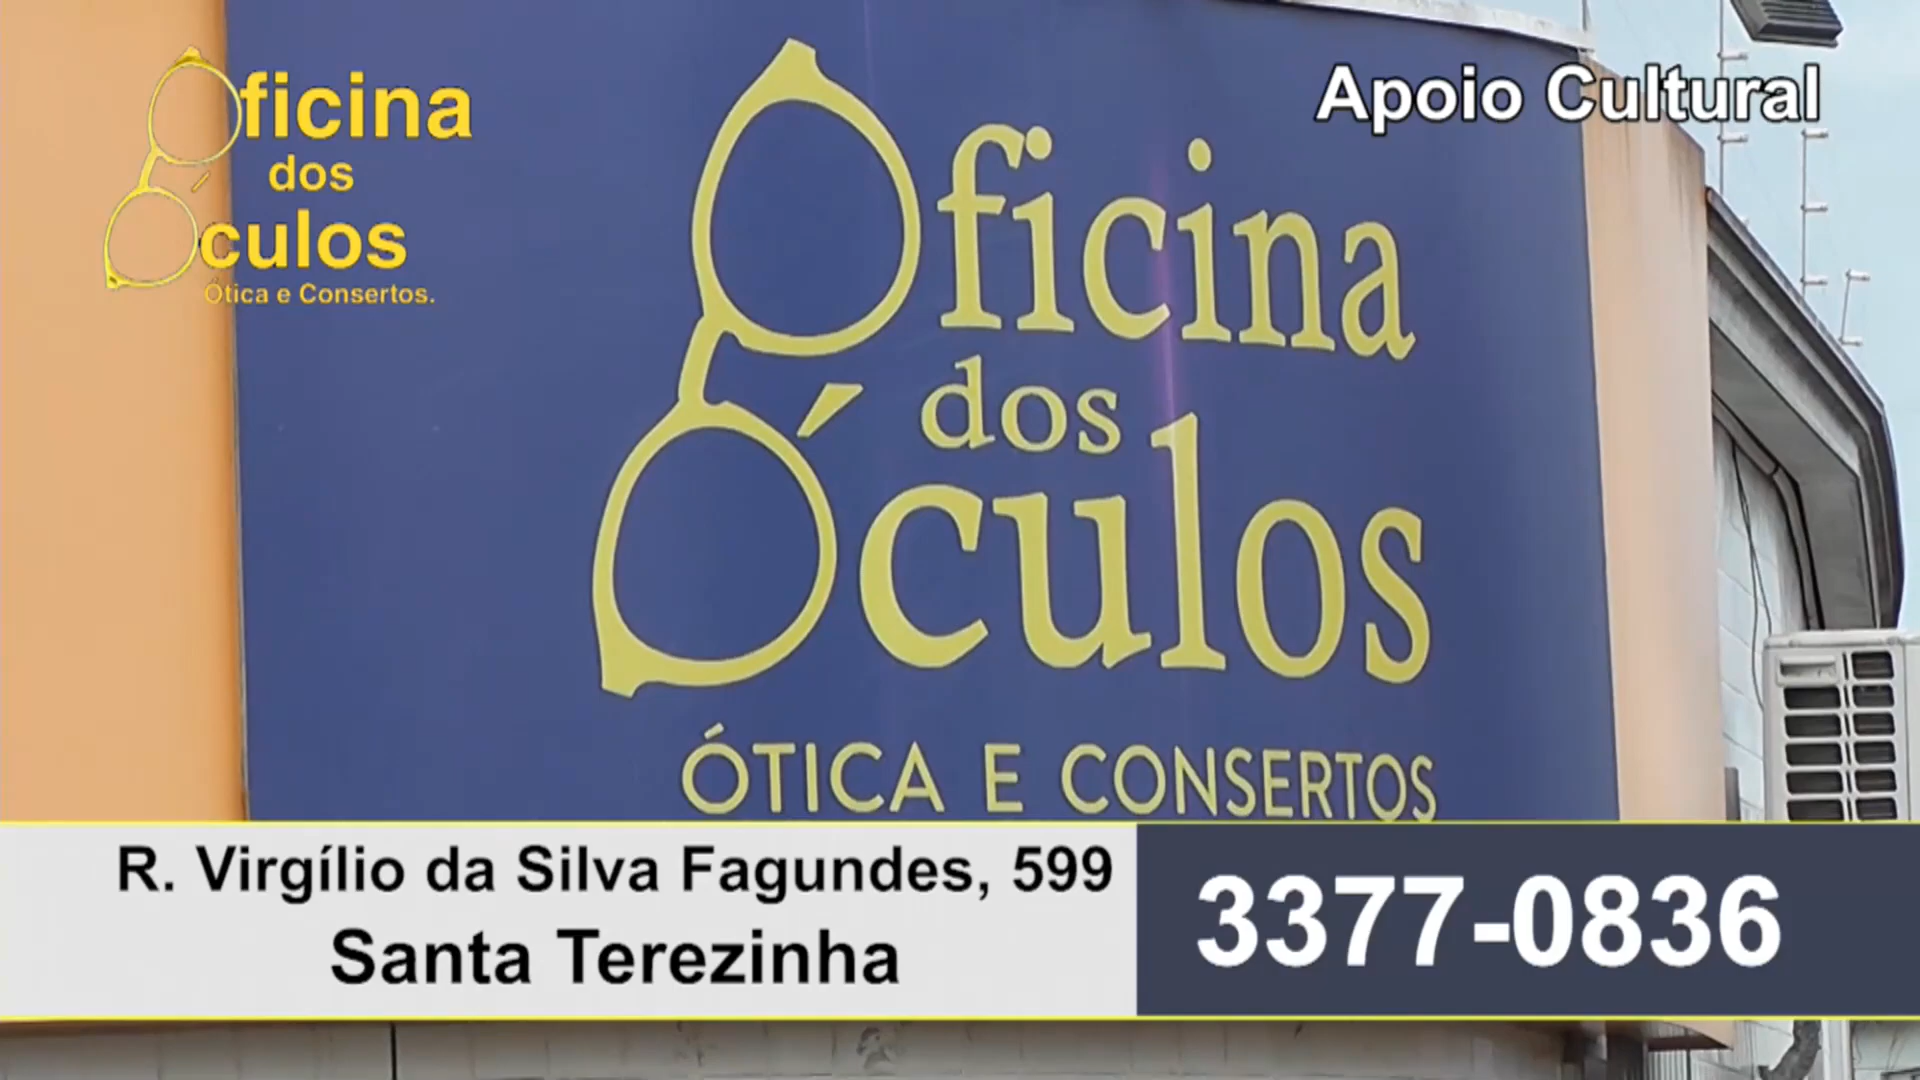 Oficina
dos
Óculos
Ótica e Consertos.
Apoio Cultural
Oficina
dos
Óculos
ÓTICA E CONSERTOS
R. Virgílio da Silva Fagundes, 599
Santa Terezinha
3377-0836